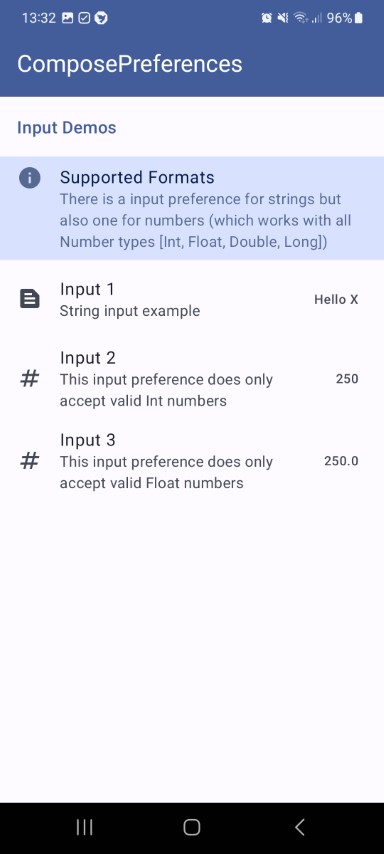 13:32
96%
ComposePreferences
Input Demos
Supported Formats
There is a input preference for strings but
also one for numbers (which works with all
Number types [Int, Float, Double, Long])
Input 1
String input example
Hello X
Input 2
This input preference does only
accept valid Int numbers
250
Input 3
This input preference does only
accept valid Float numbers
250.0